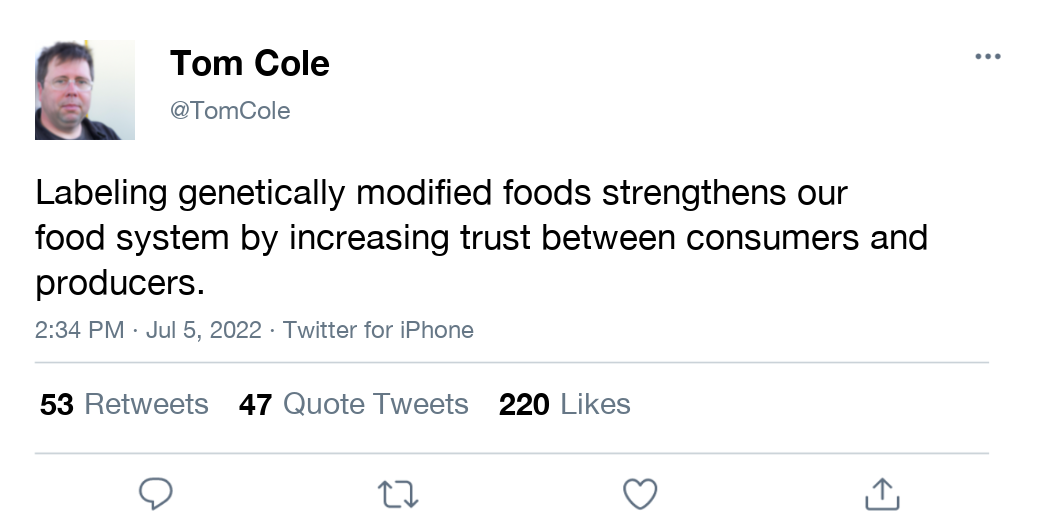 Tom Cole
@TomCole
Labeling genetically modified foods strengthens our
food system by increasing trust between consumers and
producers.
2:34 PM · Jul 5, 2022 · Twitter for iPhone
53 Retweets 47 Quote Tweets 220 Likes